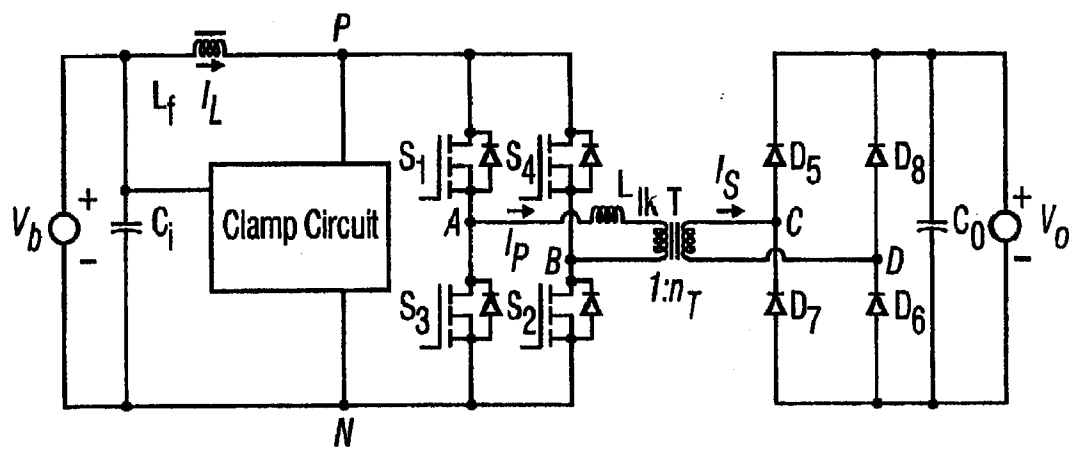 P
L_f I_L
S_1
S_4
D_5
D_8
L_lk T
I_S
+
V_b
C_i
Clamp Circuit
A
C
C_0
+
V_o
−
−
I_P
B
D
1:n_T
S_3
S_2
D_7
D_6
N